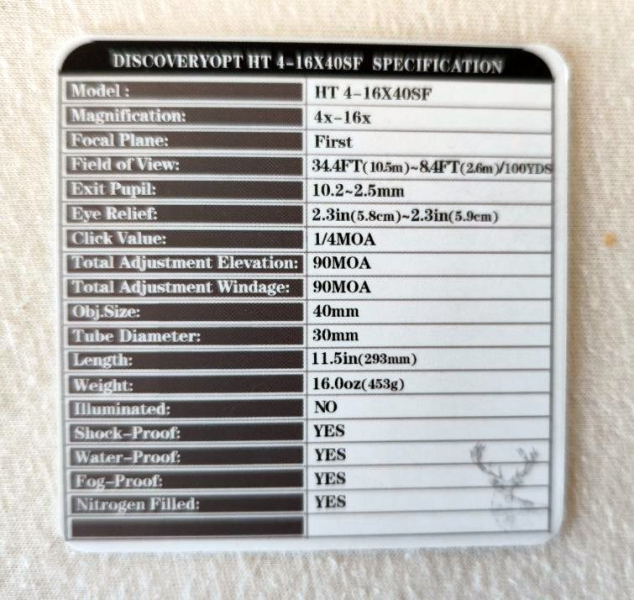 DISCOVERYOPT HT 4-16X40SF SPECIFICATION
Model: HT 4-16X40SF
Magnification: 4x-16x
Focal Plane: First
Field of View: 34.4FT(10.5m)~8.4FT(2.6m)/100YDS
Exit Pupil: 10.2~2.5mm
Eye Relief: 2.3in(5.8cm)~2.3in(5.9cm)
Click Value: 1/4MOA
Total Adjustment Elevation: 90MOA
Total Adjustment Windage: 90MOA
Obj.Size: 40mm
Tube Diameter: 30mm
Length: 11.5in(293mm)
Weight: 16.0oz(453g)
Illuminated: NO
Shock-Proof: YES
Water-Proof: YES
Fog-Proof: YES
Nitrogen Filled: YES